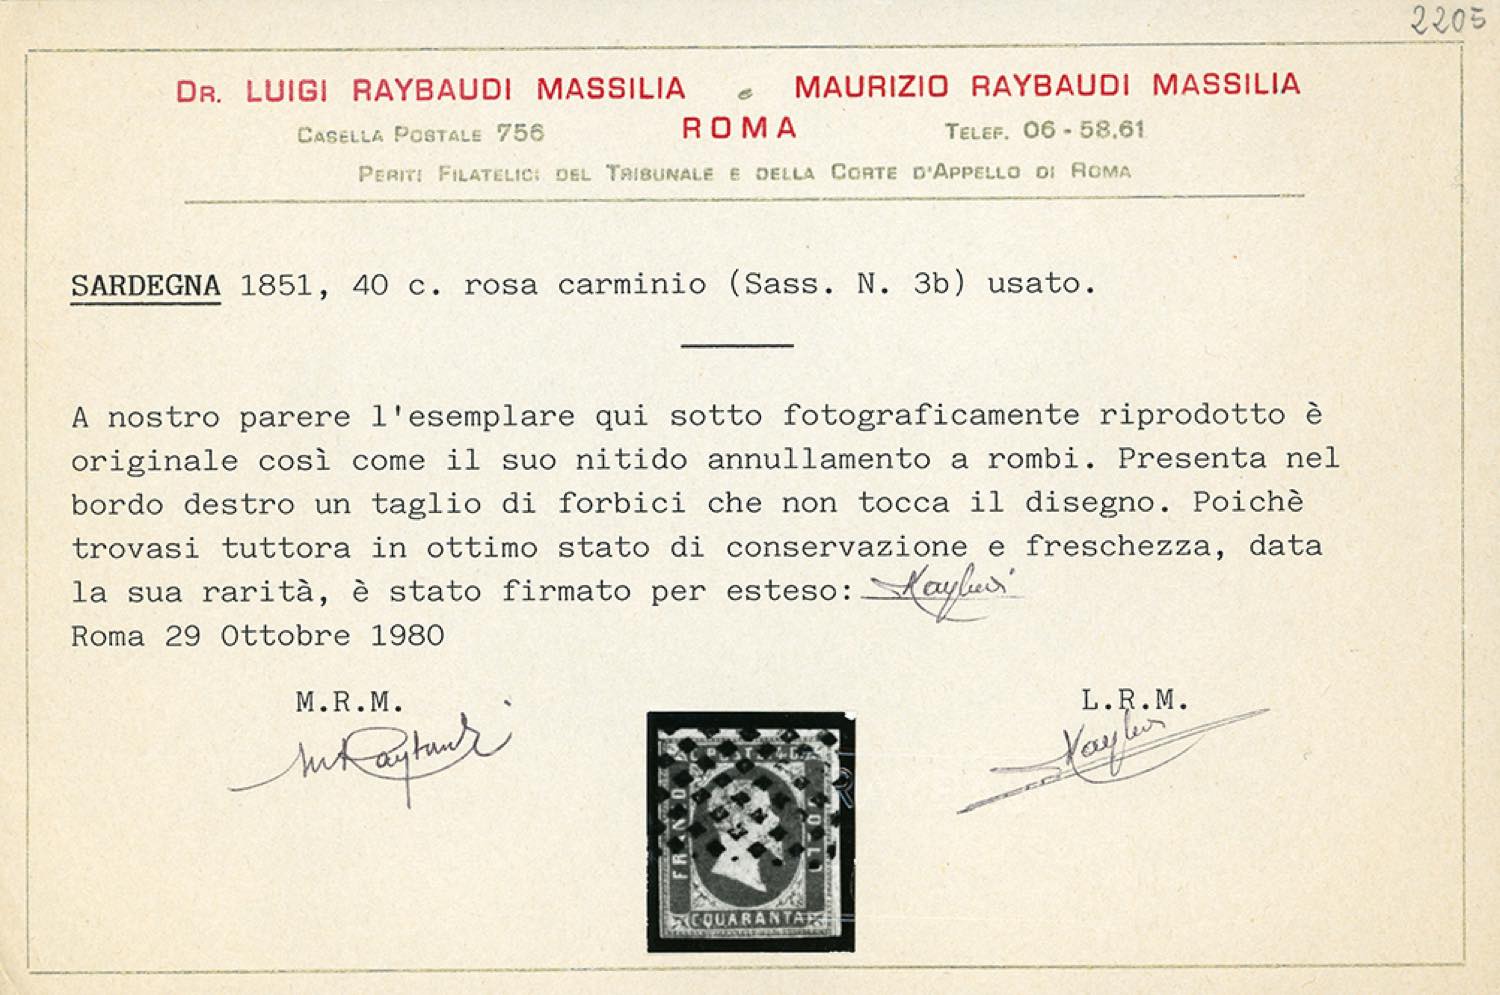 2205
DR. LUIGI RAYBAUDI MASSILIA e MAURIZIO RAYBAUDI MASSILIA
CASELLA POSTALE 756 ROMA TELEF. 06 - 58.61
PERITI FILATELICI DEL TRIBUNALE E DELLA CORTE D'APPELLO DI ROMA
SARDEGNA 1851, 40 c. rosa carminio (Sass. N. 3b) usato.
A nostro parere l'esemplare qui sotto fotograficamente riprodotto è
originale così come il suo nitido annullamento a rombi. Presenta nel
bordo destro un taglio di forbici che non tocca il disegno. Poichè
trovasi tuttora in ottimo stato di conservazione e freschezza, data
la sua rarità, è stato firmato per esteso:
Roma 29 Ottobre 1980
M.R.M. L.R.M.
C. POSTE 40
CQUARANTA